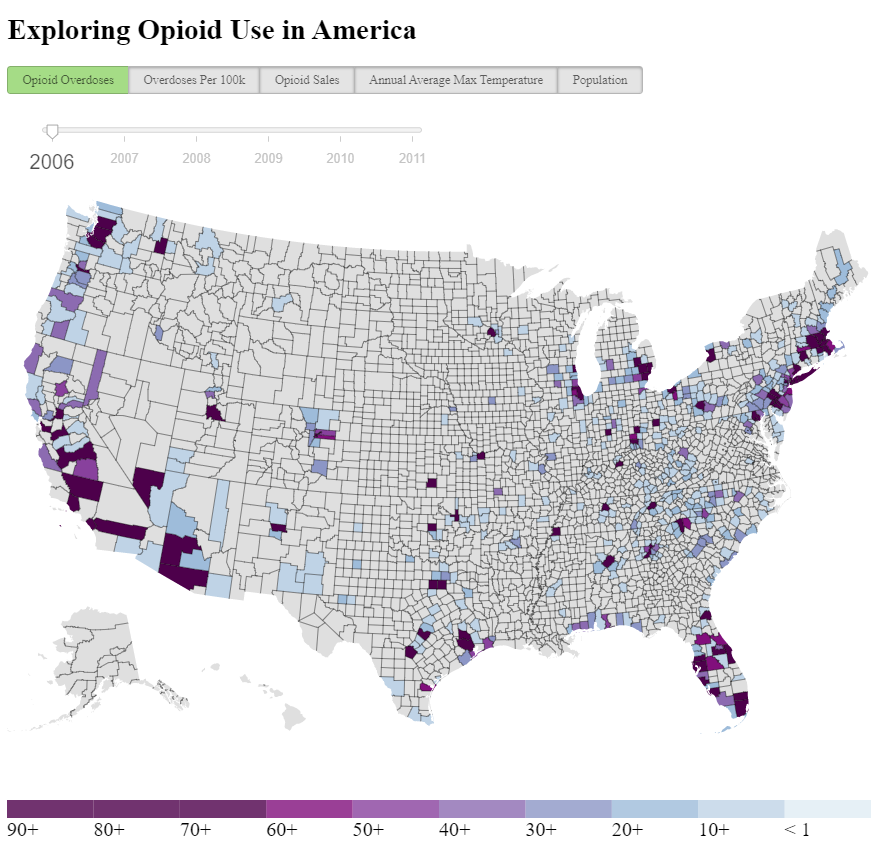 Exploring Opioid Use in America
Opioid Overdoses Overdoses Per 100k Opioid Sales Annual Average Max Temperature Population
2006 2007 2008 2009 2010 2011
90+ 80+ 70+ 60+ 50+ 40+ 30+ 20+ 10+ < 1